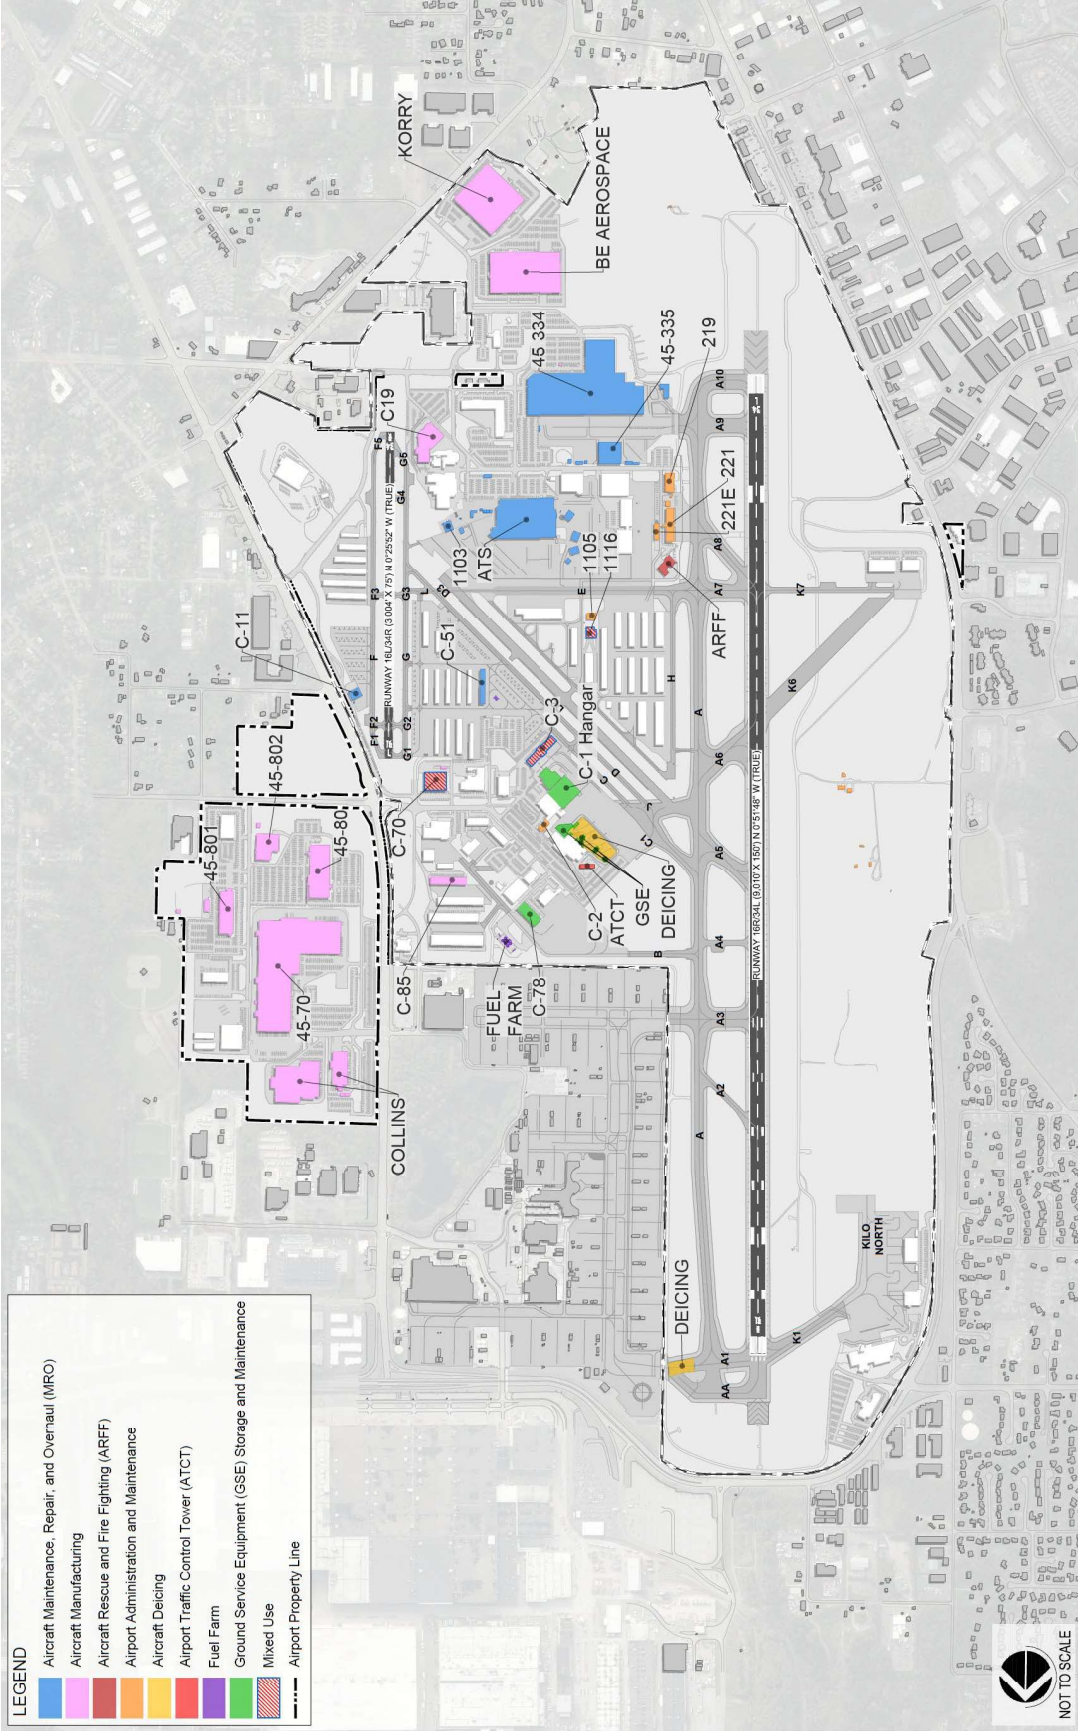 LEGEND
Aircraft Maintenance, Repair, and Overhaul (MRO)
Aircraft Manufacturing
Aircraft Rescue and Fire Fighting (ARFF)
Airport Administration and Maintenance
Aircraft Deicing
Airport Traffic Control Tower (ATCT)
Fuel Farm
Ground Service Equipment (GSE) Storage and Maintenance
Mixed Use
Airport Property Line
NOT TO SCALE
COLLINS
45-70
45-801
45-802
45-80
C-11
C-70
C-85
FUEL
FARM
C-78
C-2
ATCT
GSE
DEICING
C-1 Hangar
C-3
C-51
1103
ATS
C19
KORRY
BE AEROSPACE
45 334
45-335
219
221
221E
ARFF
1105
1116
DEICING
KILO
NORTH
RUNWAY 16L/34R (3,004' X 75') N 0°25'52" W (TRUE)
RUNWAY 16R/34L (9,010' X 150') N 0°51'48" W (TRUE)
F1
F2
F
F3
F5
G1
G2
G
G3
G4
G5
L
D3
E
H
C
D
L2
B
A
A
AA
A1
A2
A3
A4
A5
A6
A7
A8
A9
A10
K1
K6
K7